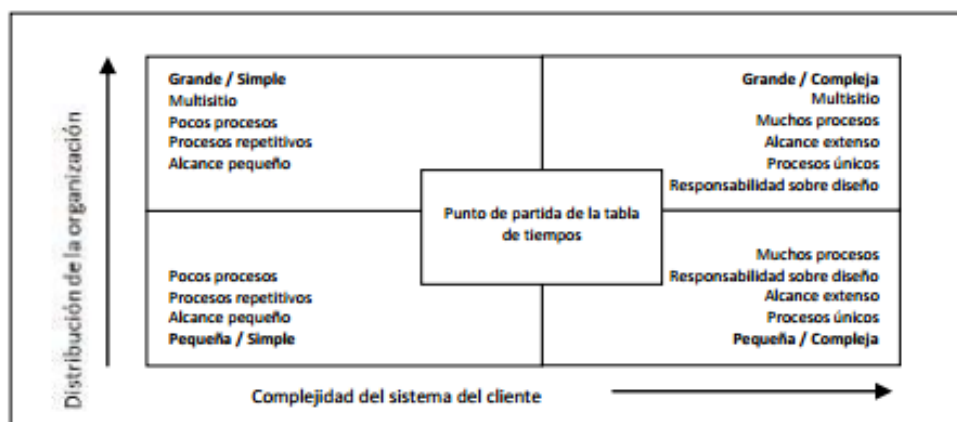 Distribución de la organización
Grande / Simple
Multisitio
Pocos procesos
Procesos repetitivos
Alcance pequeño
Grande / Compleja
Multisitio
Muchos procesos
Alcance extenso
Procesos únicos
Responsabilidad sobre diseño
Punto de partida de la tabla
de tiempos
Pocos procesos
Procesos repetitivos
Alcance pequeño
Pequeña / Simple
Muchos procesos
Responsabilidad sobre diseño
Alcance extenso
Procesos únicos
Pequeña / Compleja
Complejidad del sistema del cliente